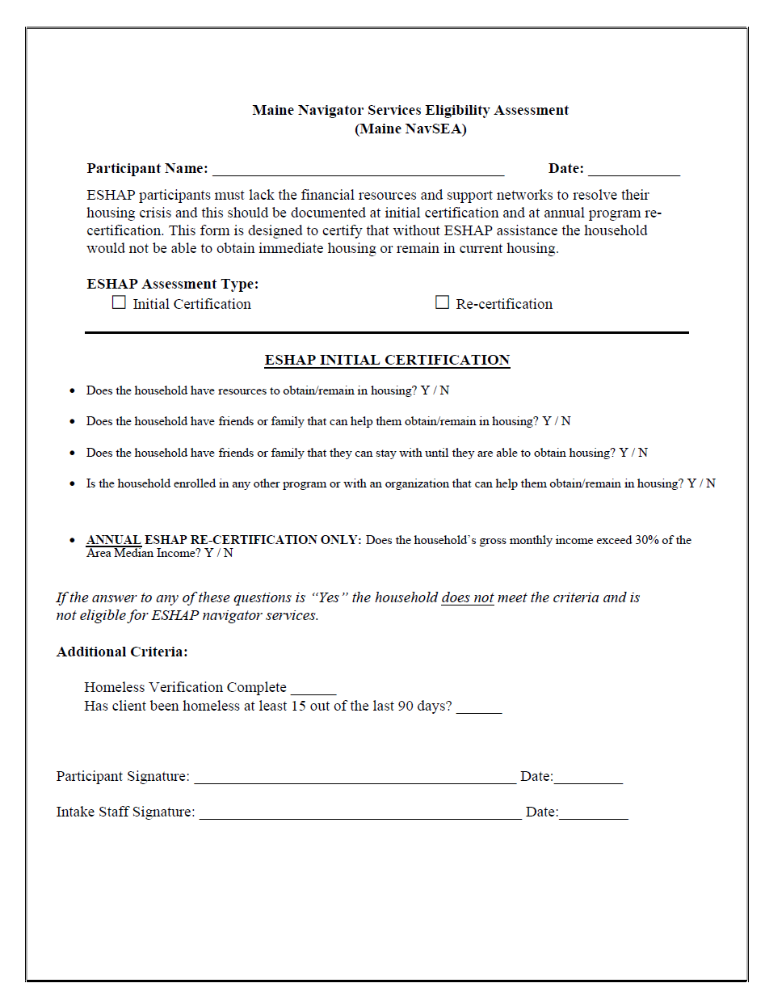 Maine Navigator Services Eligibility Assessment
(Maine NavSEA)
Participant Name: ______________________________________ Date: ____________
ESHAP participants must lack the financial resources and support networks to resolve their
housing crisis and this should be documented at initial certification and at annual program re-
certification. This form is designed to certify that without ESHAP assistance the household
would not be able to obtain immediate housing or remain in current housing.
ESHAP Assessment Type:
☐ Initial Certification ☐ Re-certification
ESHAP INITIAL CERTIFICATION
• Does the household have resources to obtain/remain in housing? Y / N
• Does the household have friends or family that can help them obtain/remain in housing? Y / N
• Does the household have friends or family that they can stay with until they are able to obtain housing? Y / N
• Is the household enrolled in any other program or with an organization that can help them obtain/remain in housing? Y / N
• ANNUAL ESHAP RE-CERTIFICATION ONLY: Does the household’s gross monthly income exceed 30% of the
Area Median Income? Y / N
If the answer to any of these questions is “Yes” the household does not meet the criteria and is
not eligible for ESHAP navigator services.
Additional Criteria:
Homeless Verification Complete ______
Has client been homeless at least 15 out of the last 90 days? ______
Participant Signature: __________________________________________ Date:_________
Intake Staff Signature: __________________________________________ Date:_________